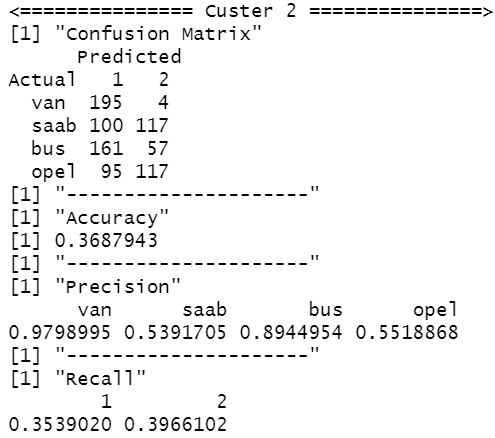 <=============== Custer 2 ===============>
[1] "Confusion Matrix"
      Predicted
Actual   1   2
  van  195   4
  saab 100 117
  bus  161  57
  opel  95 117
[1] "---------------------"
[1] "Accuracy"
[1] 0.3687943
[1] "---------------------"
[1] "Precision"
      van      saab       bus      opel
0.9798995 0.5391705 0.8944954 0.5518868
[1] "---------------------"
[1] "Recall"
        1         2
0.3539020 0.3966102